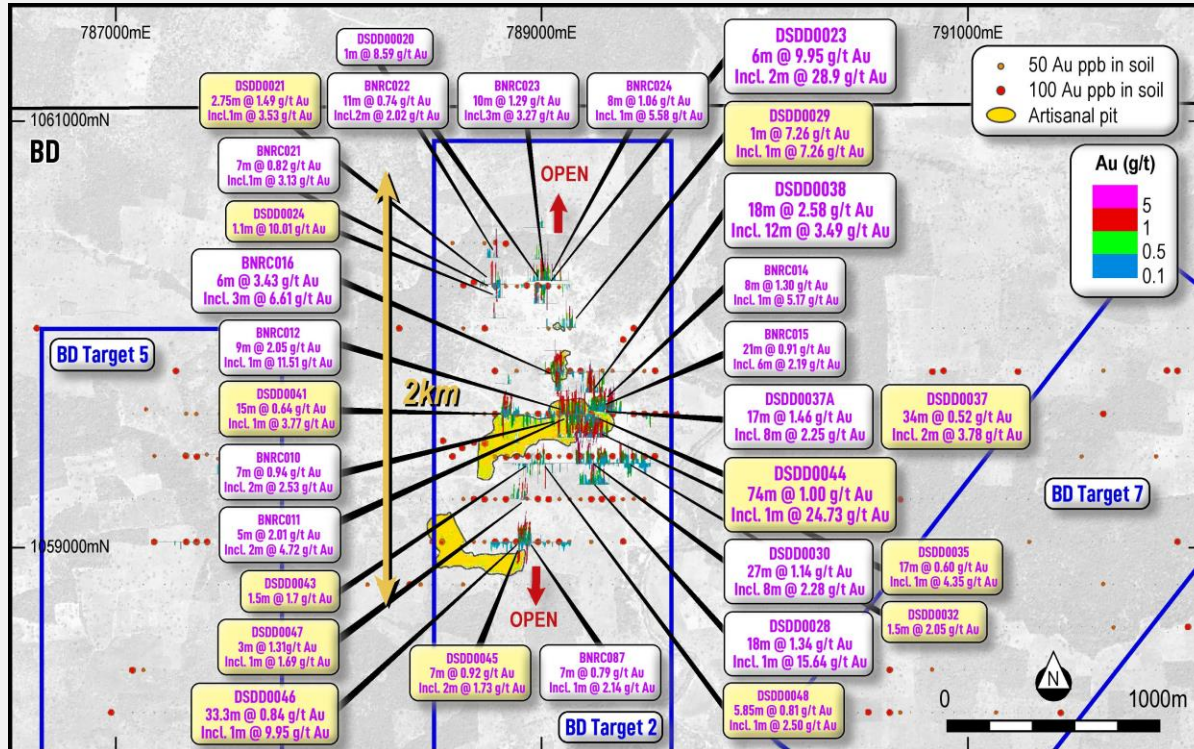 787000mE
789000mE
791000mE
1061000mN
1059000mN
BD
DSDD00020
1m @ 8.59 g/t Au
DSDD0021
2.75m @ 1.49 g/t Au
Incl.1m @ 3.53 g/t Au
BNRC022
11m @ 0.74 g/t Au
Incl.2m @ 2.02 g/t Au
BNRC023
10m @ 1.29 g/t Au
Incl.3m @ 3.27 g/t Au
BNRC024
8m @ 1.06 g/t Au
Incl. 1m @ 5.58 g/t Au
DSDD0023
6m @ 9.95 g/t Au
Incl. 2m @ 28.9 g/t Au
50 Au ppb in soil
100 Au ppb in soil
Artisanal pit
BNRC021
7m @ 0.82 g/t Au
Incl.1m @ 3.13 g/t Au
OPEN
DSDD0029
1m @ 7.26 g/t Au
Incl. 1m @ 7.26 g/t Au
Au (g/t)
5
1
0.5
0.1
DSDD0024
1.1m @ 10.01 g/t Au
DSDD0038
18m @ 2.58 g/t Au
Incl. 12m @ 3.49 g/t Au
BNRC016
6m @ 3.43 g/t Au
Incl. 3m @ 6.61 g/t Au
BNRC014
8m @ 1.30 g/t Au
Incl. 1m @ 5.17 g/t Au
BD Target 5
BNRC012
9m @ 2.05 g/t Au
Incl. 1m @ 11.51 g/t Au
BNRC015
21m @ 0.91 g/t Au
Incl. 6m @ 2.19 g/t Au
2km
DSDD0041
15m @ 0.64 g/t Au
Incl. 1m @ 3.77 g/t Au
DSDD0037A
17m @ 1.46 g/t Au
Incl. 8m @ 2.25 g/t Au
DSDD0037
34m @ 0.52 g/t Au
Incl. 2m @ 3.78 g/t Au
BNRC010
7m @ 0.94 g/t Au
Incl. 2m @ 2.53 g/t Au
DSDD0044
74m @ 1.00 g/t Au
Incl. 1m @ 24.73 g/t Au
BD Target 7
BNRC011
5m @ 2.01 g/t Au
Incl. 2m @ 4.72 g/t Au
DSDD0030
27m @ 1.14 g/t Au
Incl. 8m @ 2.28 g/t Au
DSDD0035
17m @ 0.60 g/t Au
Incl. 1m @ 4.35 g/t Au
DSDD0043
1.5m @ 1.7 g/t Au
DSDD0032
1.5m @ 2.05 g/t Au
OPEN
DSDD0047
3m @ 1.31g/t Au
Incl. 1m @ 1.69 g/t Au
DSDD0028
18m @ 1.34 g/t Au
Incl. 1m @ 15.64 g/t Au
DSDD0045
7m @ 0.92 g/t Au
Incl. 2m @ 1.73 g/t Au
BNRC087
7m @ 0.79 g/t Au
Incl. 1m @ 2.14 g/t Au
DSDD0046
33.3m @ 0.84 g/t Au
Incl. 1m @ 9.95 g/t Au
DSDD0048
5.85m @ 0.81 g/t Au
Incl. 1m @ 2.50 g/t Au
BD Target 2
N
0
1000m